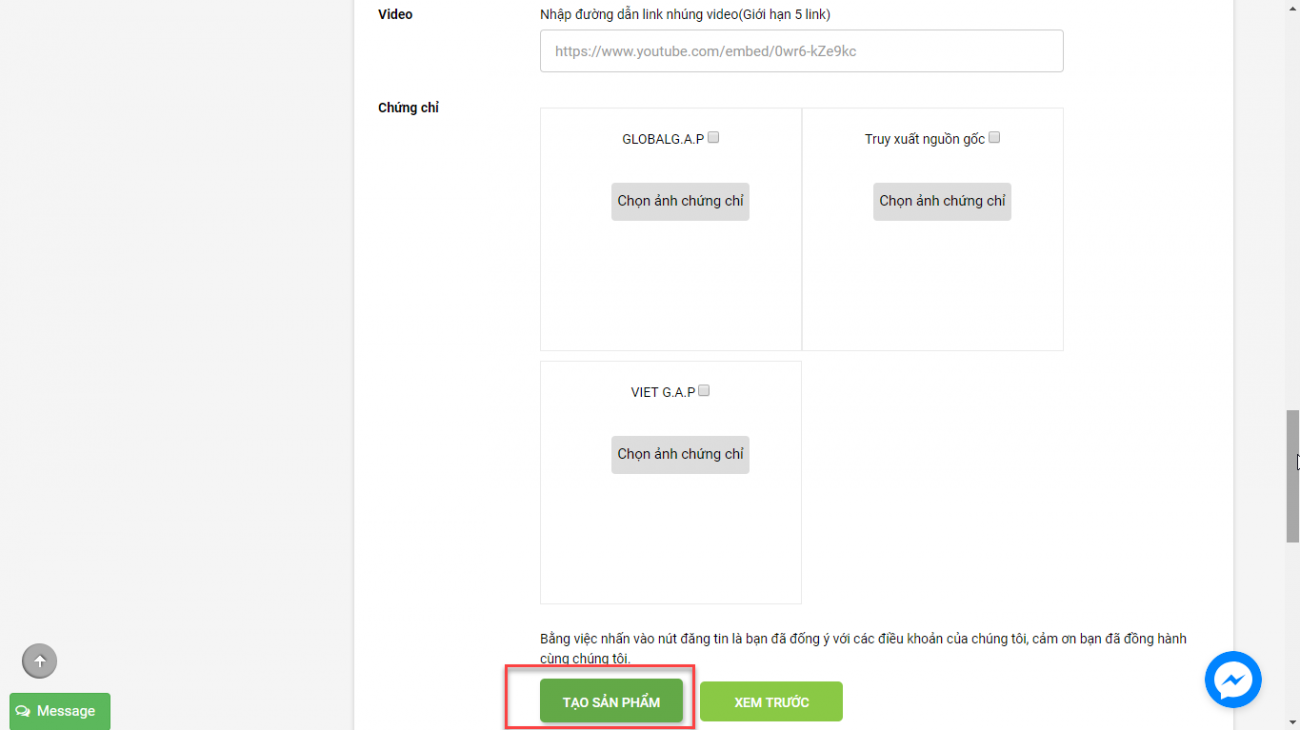 Video
Nhập đường dẫn link nhúng video(Giới hạn 5 link)
https://www.youtube.com/embed/0wr6-kZe9kc
Chứng chỉ
GLOBALG.A.P
Truy xuất nguồn gốc
Chọn ảnh chứng chỉ
Chọn ảnh chứng chỉ
VIET G.A.P
Chọn ảnh chứng chỉ
Bằng việc nhấn vào nút đăng tin là bạn đã đống ý với các điều khoản của chúng tôi, cảm ơn bạn đã đồng hành
cùng chúng tôi.
TẠO SẢN PHẨM
XEM TRƯỚC
Message